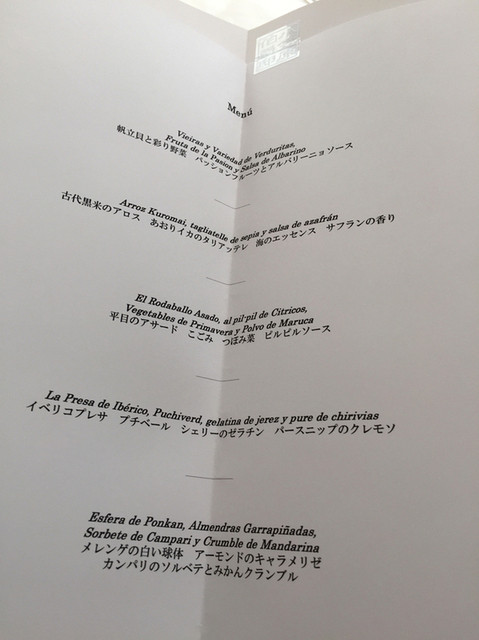 Menú
Vieiras y Variedad de Verduritas,
Fruta de la Pasion y Salsa de Albarino
帆立貝と彩り野菜 パッションフルーツとアルバリーニョソース
Arroz Kuromai, tagliatelle de sepia y salsa de azafrán
古代黒米のアロス あおりイカのタリアッテレ 海のエッセンス サフランの香り
El Rodaballo Asado, al pil-pil de Citricos,
Vegetables de Primavera y Polvo de Maruca
平目のアサード こごみ つぼみ菜 ピルピルソース
La Presa de Ibérico, Puchiverd, gelatina de jerez y pure de chirivias
イベリコプレサ プチベール シェリーのゼラチン パースニップのクレモソ
Esfera de Ponkan, Almendras Garrapiñadas,
Sorbete de Campari y Crumble de Mandarina
メレンゲの白い球体 アーモンドのキャラメリゼ
カンパリのソルベテとみかんクランブル